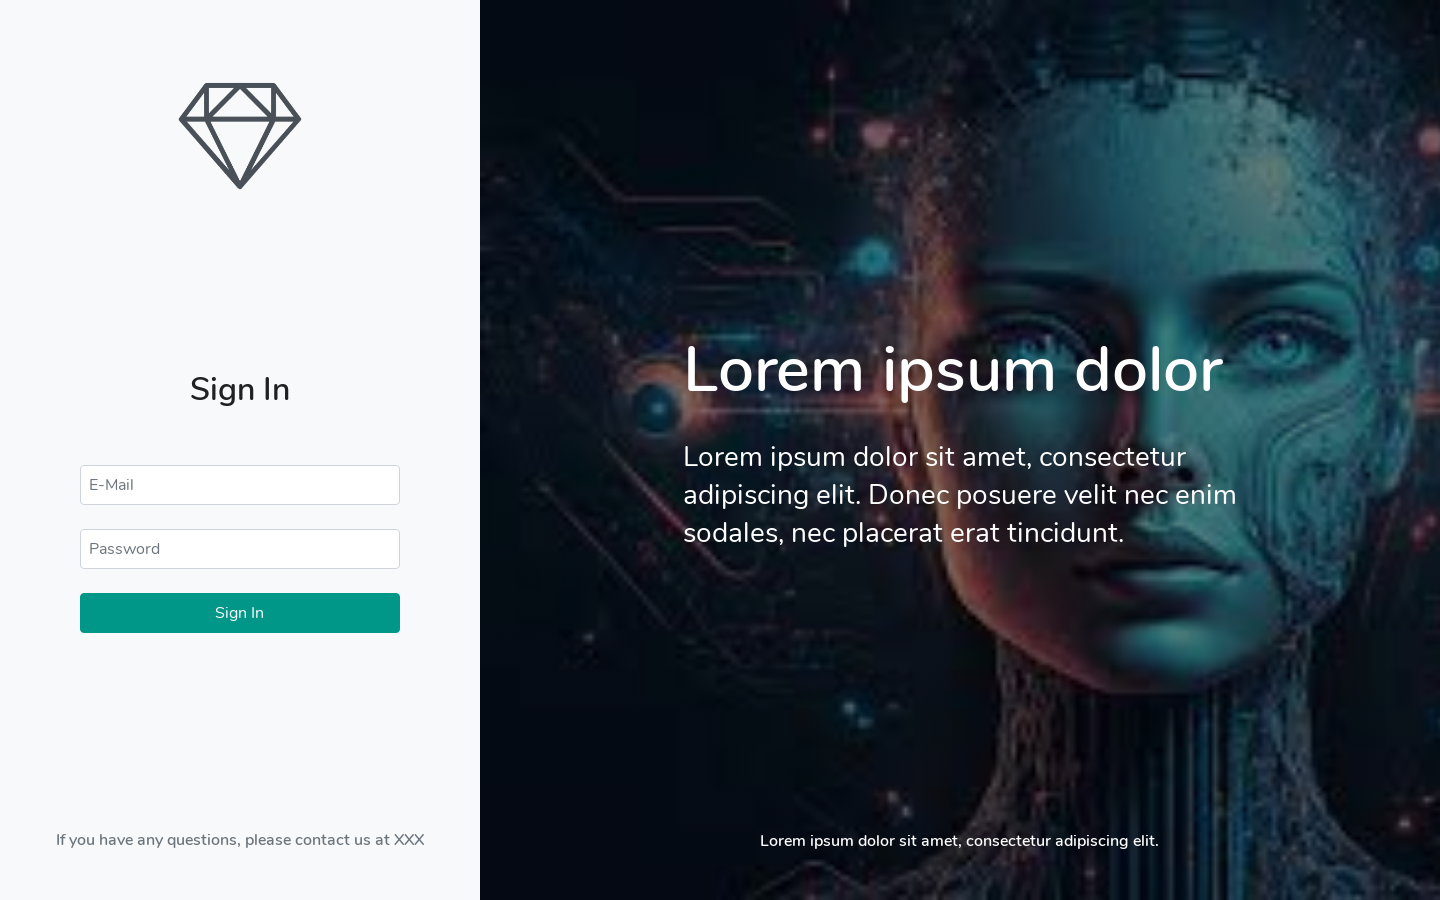 Sign In
E-Mail
Password
Sign In
If you have any questions, please contact us at XXX
Lorem ipsum dolor
Lorem ipsum dolor sit amet, consectetur
adipiscing elit. Donec posuere velit nec enim
sodales, nec placerat erat tincidunt.
Lorem ipsum dolor sit amet, consectetur adipiscing elit.